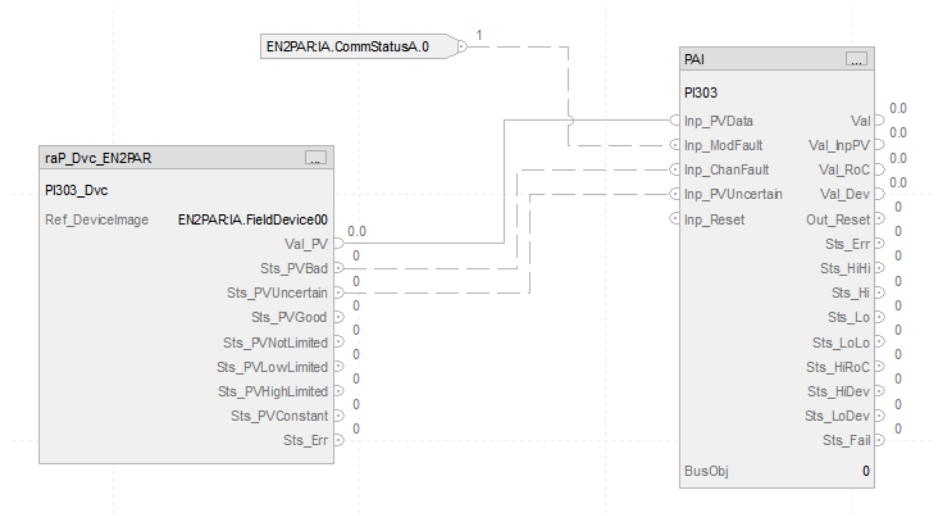 EN2PAR:IA.CommStatusA.0
1
PAI
...
PI303
Inp_PVData
Val
0.0
Inp_ModFault
Val_InpPV
0.0
Inp_ChanFault
Val_RoC
0.0
Inp_PVUncertain
Val_Dev
0.0
Inp_Reset
Out_Reset
0
Sts_Err
0
Sts_HiHi
0
Sts_Hi
0
Sts_Lo
0
Sts_LoLo
0
Sts_HiRoC
0
Sts_HiDev
0
Sts_LoDev
0
Sts_Fail
0
BusObj
0
raP_Dvc_EN2PAR
...
PI303_Dvc
Ref_DeviceImage
EN2PAR:IA.FieldDevice00
Val_PV
0.0
Sts_PVBad
0
Sts_PVUncertain
0
Sts_PVGood
0
Sts_PVNotLimited
0
Sts_PVLowLimited
0
Sts_PVHighLimited
0
Sts_PVConstant
0
Sts_Err
0